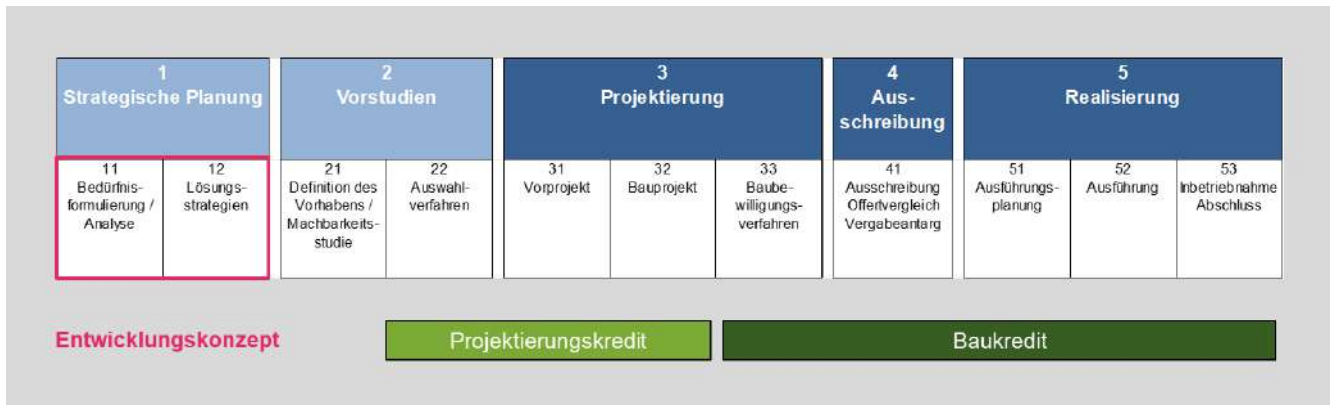 1
Strategische Planung
2
Vorstudien
3
Projektierung
4
Aus-
schreibung
5
Realisierung
11
Bedürfnis-
formulierung /
Analyse
12
Lösungs-
strategien
21
Definition des
Vorhabens /
Machbarkeits-
studie
22
Auswahl-
verfahren
31
Vorprojekt
32
Bauprojekt
33
Baube-
willigungs-
verfahren
41
Ausschreibung
Offertvergleich
Vergabeantarg
51
Ausführungs-
planung
52
Ausführung
53
Inbetriebnahme
Abschluss
Entwicklungskonzept
Projektierungskredit
Baukredit